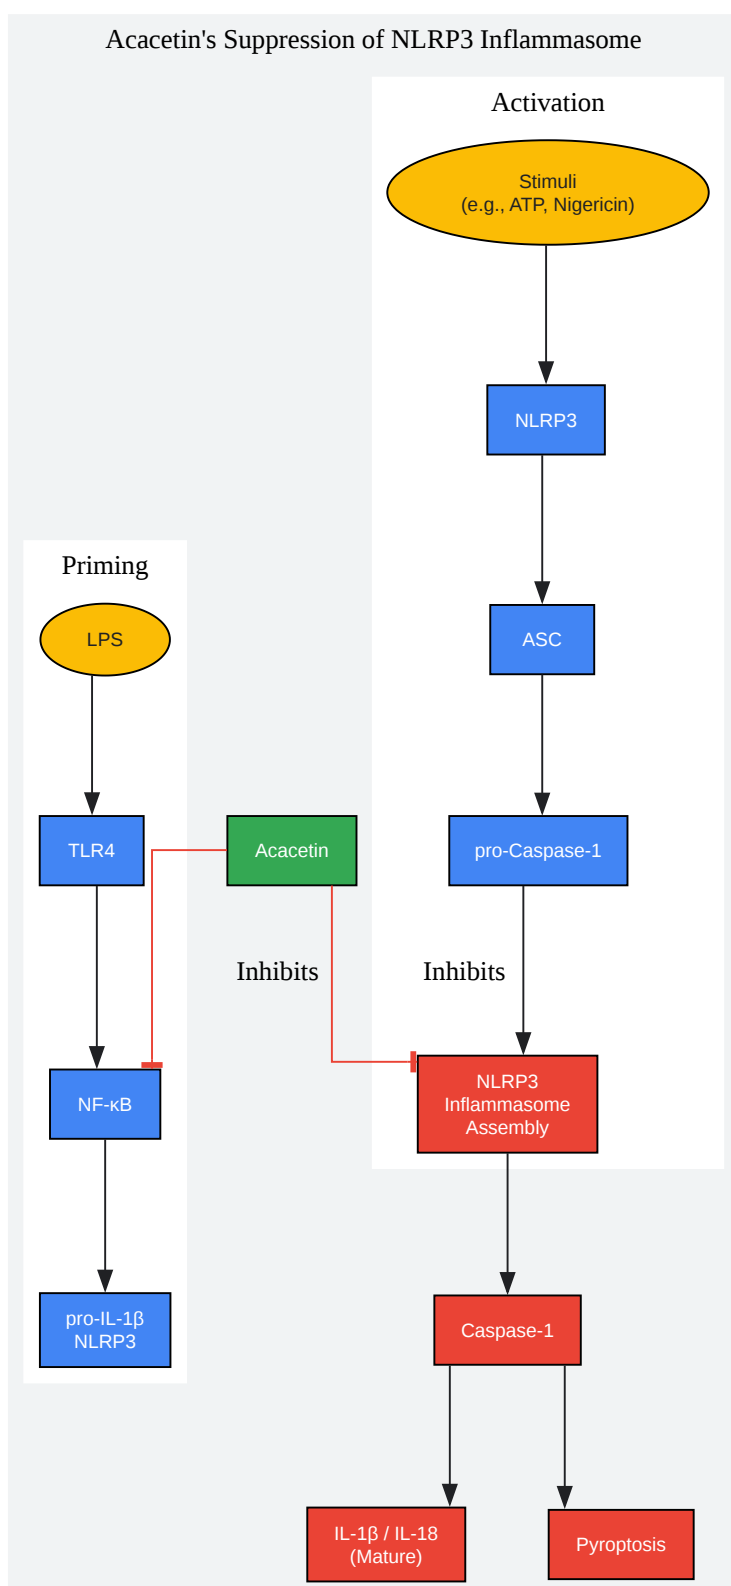 Acacetin's Suppression of NLRP3 Inflammasome
Activation
Stimuli
(e.g., ATP, Nigericin)
NLRP3
ASC
pro-Caspase-1
Inhibits
NLRP3
Inflammasome
Assembly
Priming
LPS
TLR4
NF-κB
pro-IL-1β
NLRP3
Acacetin
Inhibits
Caspase-1
IL-1β / IL-18
(Mature)
Pyroptosis